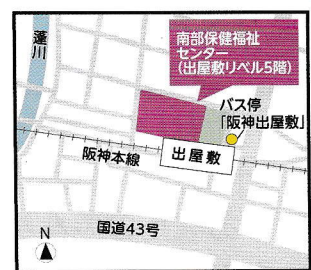 蓬川
南部保健福祉
センター
(出屋敷リベル5階)
バス停
「阪神出屋敷」
出屋敷
阪神本線
国道43号
N